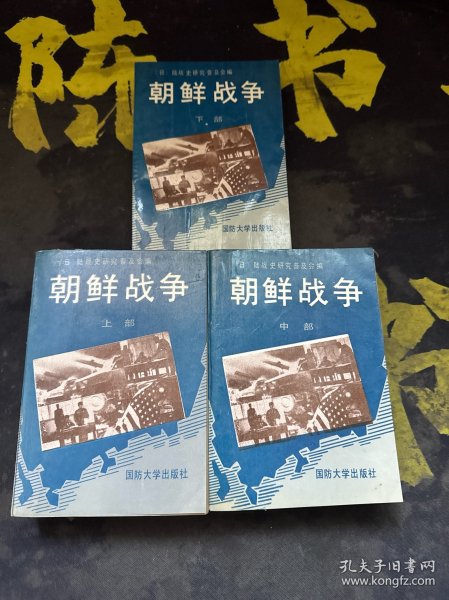 陈书
〔日〕陆战史研究普及会编
朝鲜战争
下部
国防大学出版社
〔日〕陆战史研究普及会编
朝鲜战争
上部
国防大学出版社
〔日〕陆战史研究普及会编
朝鲜战争
中部
国防大学出版社
孔夫子旧书网
www.kongfz.com